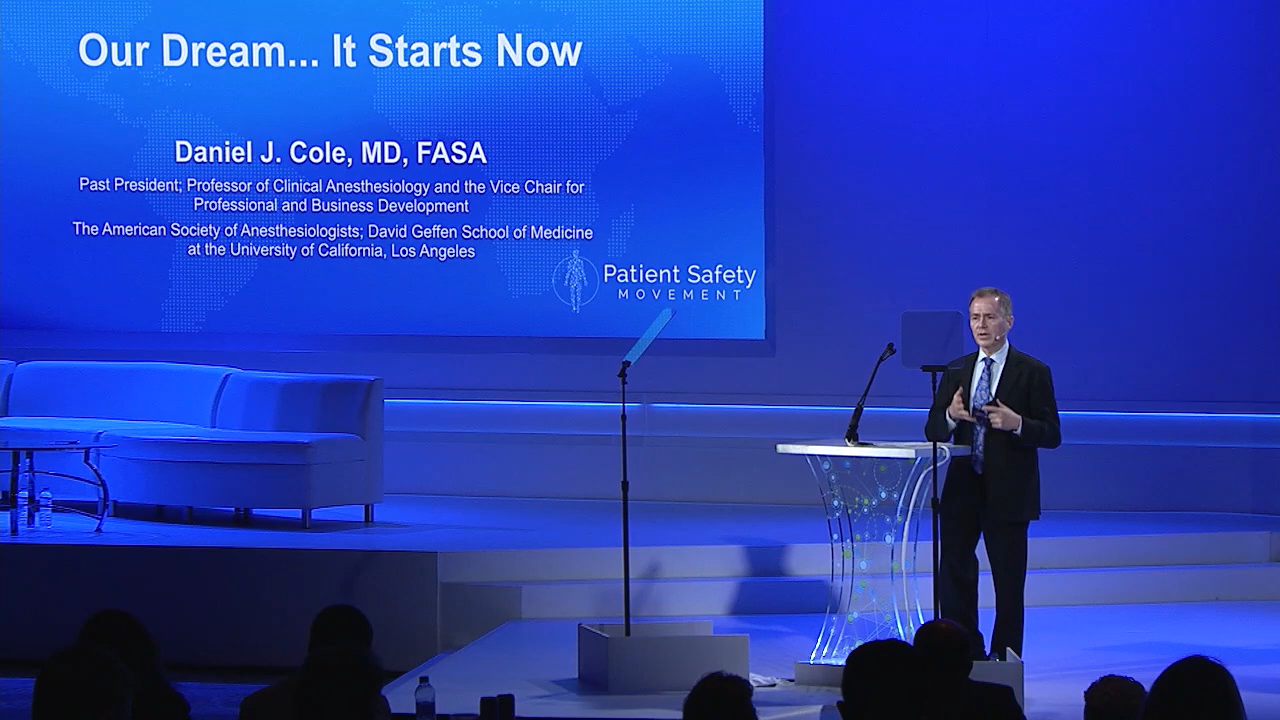 Our Dream... It Starts Now
Daniel J. Cole, MD, FASA
Past President; Professor of Clinical Anesthesiology and the Vice Chair for
Professional and Business Development
The American Society of Anesthesiologists; David Geffen School of Medicine
at the University of California, Los Angeles
Patient Safety
MOVEMENT